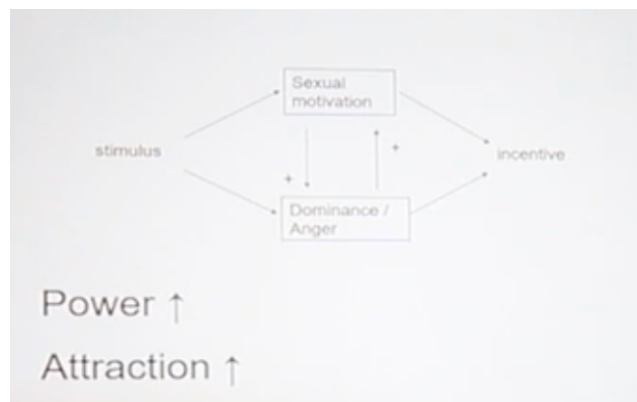 Sexual
motivation
stimulus
+
incentive
+
Dominance /
Anger
Power ↑
Attraction ↑